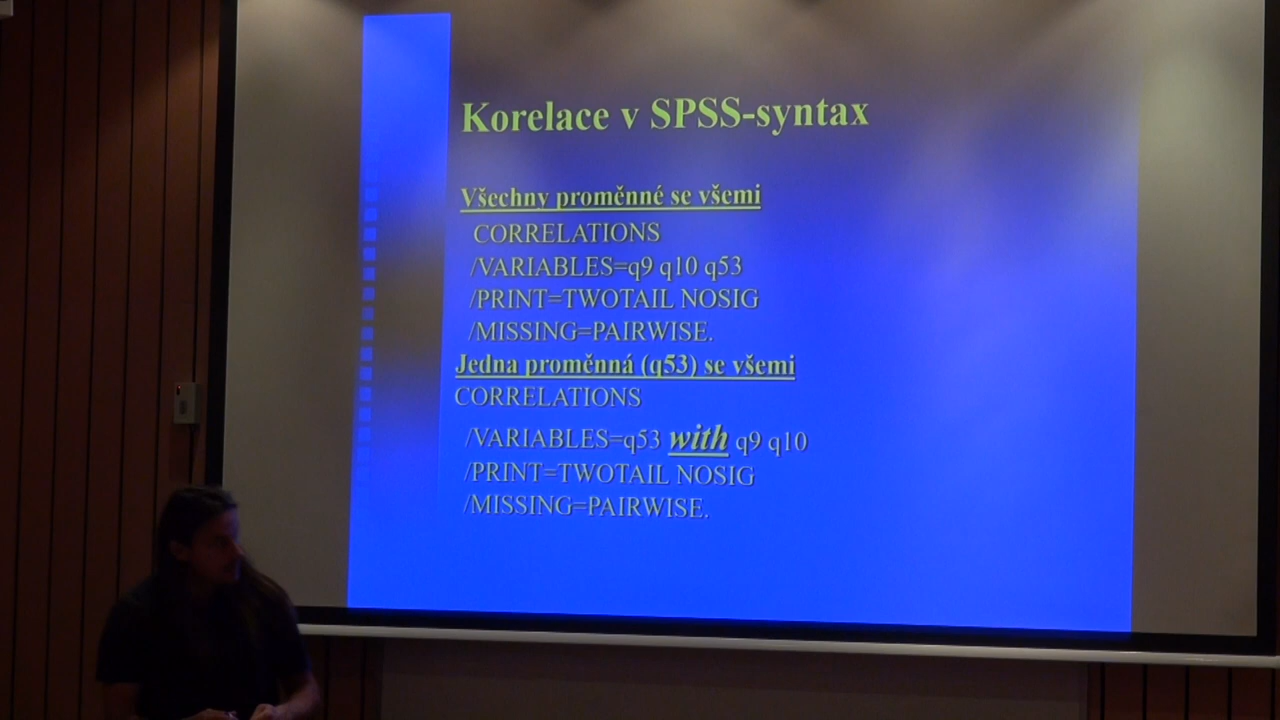 Korelace v SPSS-syntax
Všechny proměnné se všemi
CORRELATIONS
/VARIABLES=q9 q10 q53
/PRINT=TWOTAIL NOSIG
/MISSING=PAIRWISE.
Jedna proměnná (q53) se všemi
CORRELATIONS
/VARIABLES=q53 with q9 q10
/PRINT=TWOTAIL NOSIG
/MISSING=PAIRWISE.